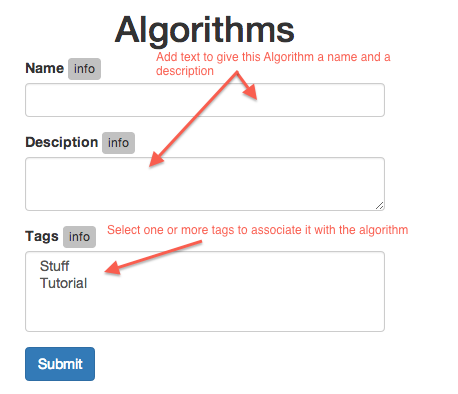 Algorithms
Add text to give this Algorithm a name and a
description
Name info
Desciption info
Tags info
Select one or more tags to associate it with the algorithm
Stuff
Tutorial
Submit